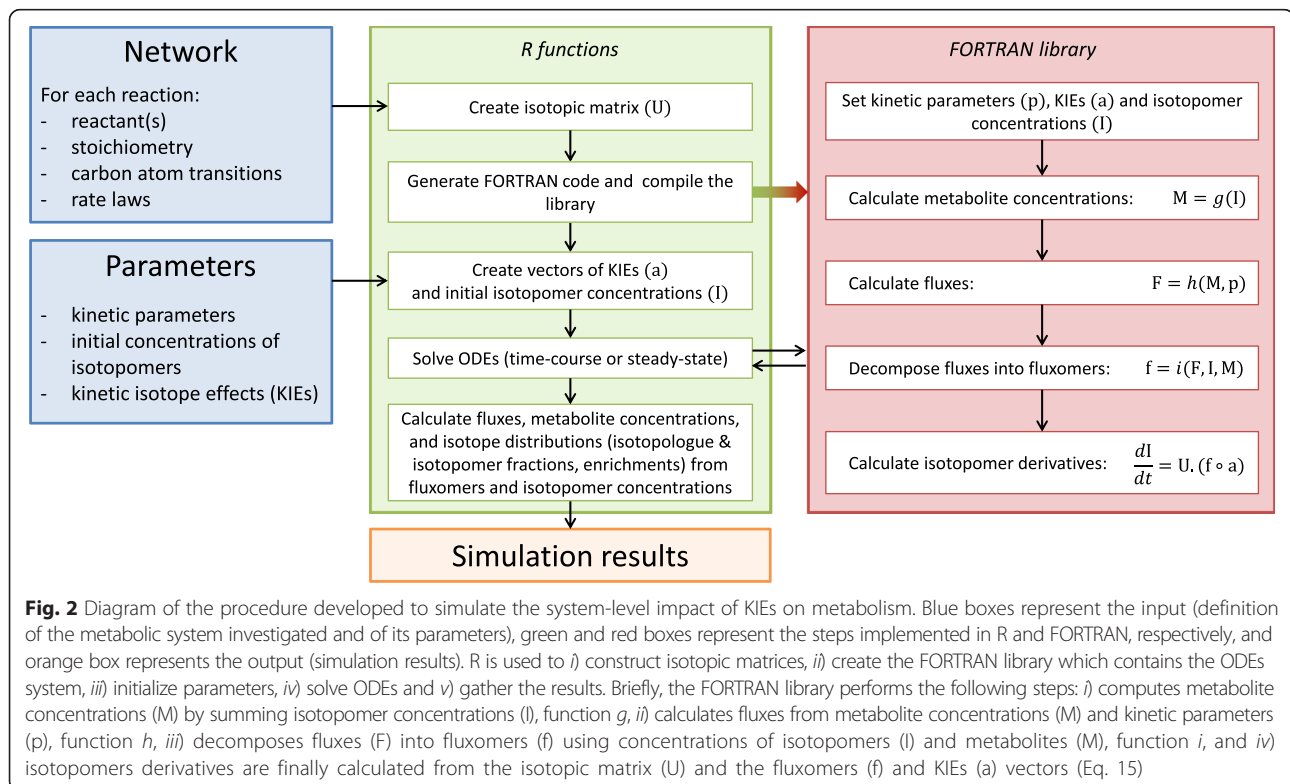 Network
For each reaction:
- reactant(s)
- stoichiometry
- carbon atom transitions
- rate laws
Parameters
- kinetic parameters
- initial concentrations of
isotopomers
- kinetic isotope effects (KIEs)
R functions
Create isotopic matrix (U)
Generate FORTRAN code and compile the
library
Create vectors of KIEs (a)
and initial isotopomer concentrations (I)
Solve ODEs (time-course or steady-state)
Calculate fluxes, metabolite concentrations,
and isotope distributions (isotopologue &
isotopomer fractions, enrichments) from
fluxomers and isotopomer concentrations
Simulation results
FORTRAN library
Set kinetic parameters (p), KIEs (a) and isotopomer
concentrations (I)
Calculate metabolite concentrations: M = g(I)
Calculate fluxes: F = h(M, p)
Decompose fluxes into fluxomers: f = i(F, I, M)
Calculate isotopomer derivatives: dI/dt = U. (f ∘ a)
Fig. 2 Diagram of the procedure developed to simulate the system-level impact of KIEs on metabolism. Blue boxes represent the input (definition
of the metabolic system investigated and of its parameters), green and red boxes represent the steps implemented in R and FORTRAN, respectively, and
orange box represents the output (simulation results). R is used to i) construct isotopic matrices, ii) create the FORTRAN library which contains the ODEs
system, iii) initialize parameters, iv) solve ODEs and v) gather the results. Briefly, the FORTRAN library performs the following steps: i) computes metabolite
concentrations (M) by summing isotopomer concentrations (I), function g, ii) calculates fluxes from metabolite concentrations (M) and kinetic parameters
(p), function h, iii) decomposes fluxes (F) into fluxomers (f) using concentrations of isotopomers (I) and metabolites (M), function i, and iv)
isotopomers derivatives are finally calculated from the isotopic matrix (U) and the fluxomers (f) and KIEs (a) vectors (Eq. 15)